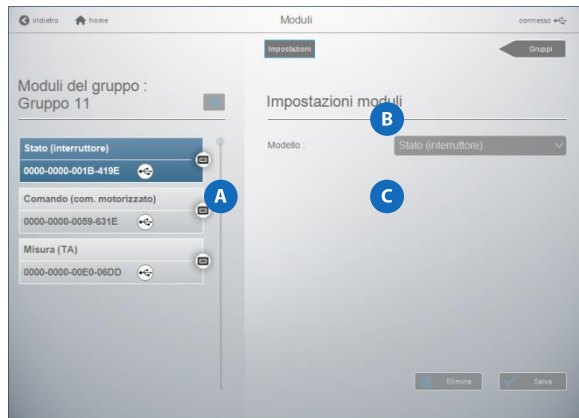 indietro home Moduli connesso
Impostazioni Gruppi
Moduli del gruppo :
Gruppo 11
Impostazioni moduli
B
Stato (interruttore)
0000-0000-001B-419E
Modello : Stato (interruttore)
A
C
Comando (com. motorizzato)
0000-0000-0059-631E
Misura (TA)
0000-0000-00E0-06DD
Elimina Salva